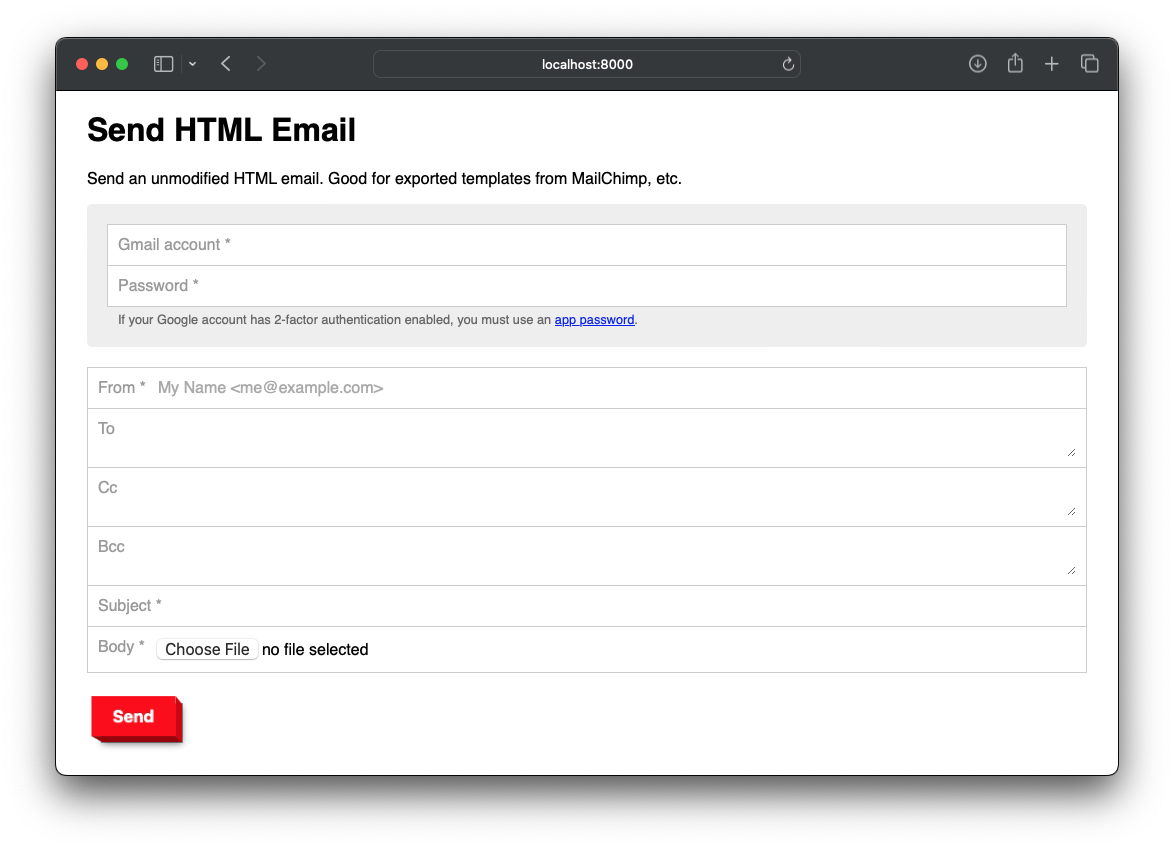 localhost:8000
Send HTML Email
Send an unmodified HTML email. Good for exported templates from MailChimp, etc.
Gmail account *
Password *
If your Google account has 2-factor authentication enabled, you must use an app password.
From * My Name <me@example.com>
To
Cc
Bcc
Subject *
Body * Choose File no file selected
Send